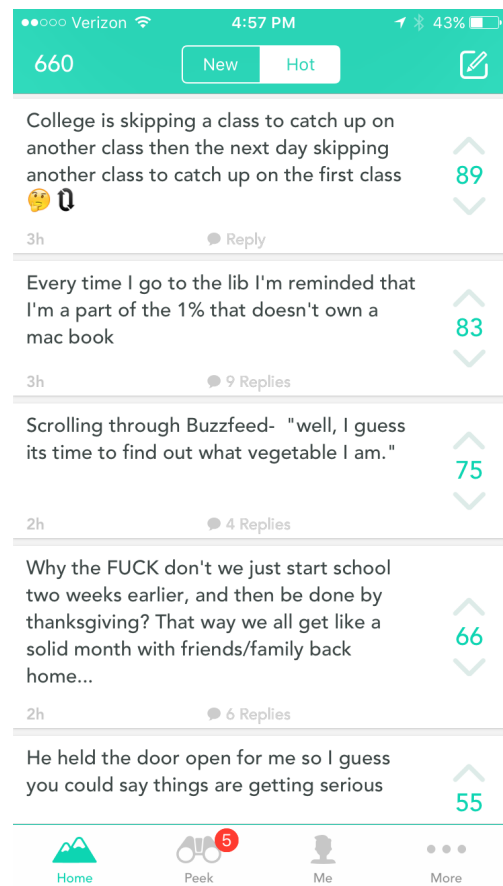 Verizon 4:57 PM 43%
660 New Hot
College is skipping a class to catch up on
another class then the next day skipping
another class to catch up on the first class
🤔
89
3h Reply
Every time I go to the lib I'm reminded that
I'm a part of the 1% that doesn't own a
mac book
83
3h 9 Replies
Scrolling through Buzzfeed- "well, I guess
its time to find out what vegetable I am."
75
2h 4 Replies
Why the FUCK don't we just start school
two weeks earlier, and then be done by
thanksgiving? That way we all get like a
solid month with friends/family back
home...
66
2h 6 Replies
He held the door open for me so I guess
you could say things are getting serious
55
5
Home Peek Me More